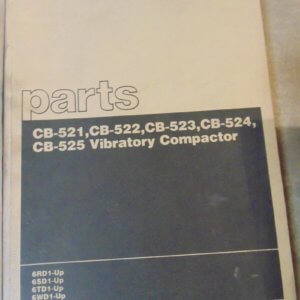 parts
CB-521,CB-522,CB-523,CB-524,
CB-525 Vibratory Compactor
6RD1-Up
6SD1-Up
6TD1-Up
6WD1-Up